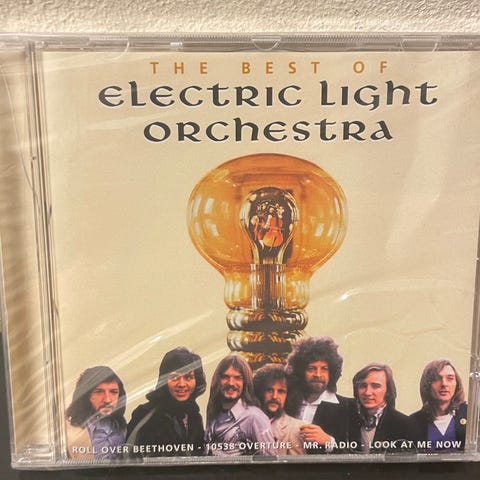 THE BEST OF
ELECTRIC LIGHT
ORCHESTRA
ROLL OVER BEETHOVEN - 10538 OVERTURE - MR. RADIO - LOOK AT ME NOW